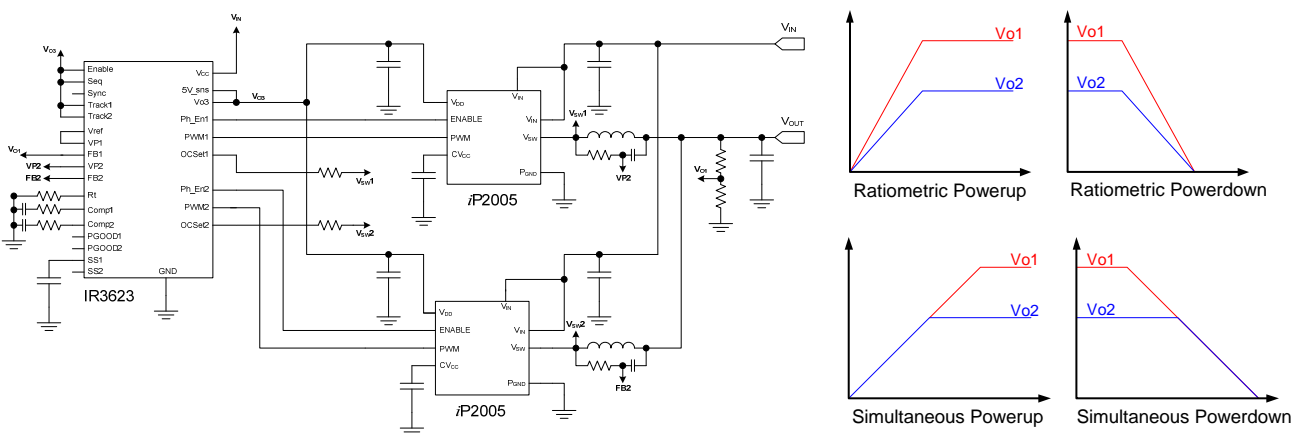 VIN
VO3
Enable
Seq
Sync
Track1
Track2
Vref
VP1
FB1
VP2
FB2
Rt
Comp1
Comp2
PGOOD1
PGOOD2
SS1
SS2
VCC
5V_sns
Vo3
Ph_En1
PWM1
OCSet1
Ph_En2
PWM2
OCSet2
GND
IR3623
VO1
VP2
FB2
VSW1
VSW2
VDD
ENABLE
PWM
CVCC
VIN
VIN
VSW
PGND
iP2005
VSW1
VP2
VO1
VIN
VOUT
VDD
ENABLE
PWM
CVCC
VIN
VIN
VSW
PGND
iP2005
VSW2
FB2
Vo1
Vo2
Ratiometric Powerup
Vo1
Vo2
Ratiometric Powerdown
Vo1
Vo2
Simultaneous Powerup
Vo1
Vo2
Simultaneous Powerdown